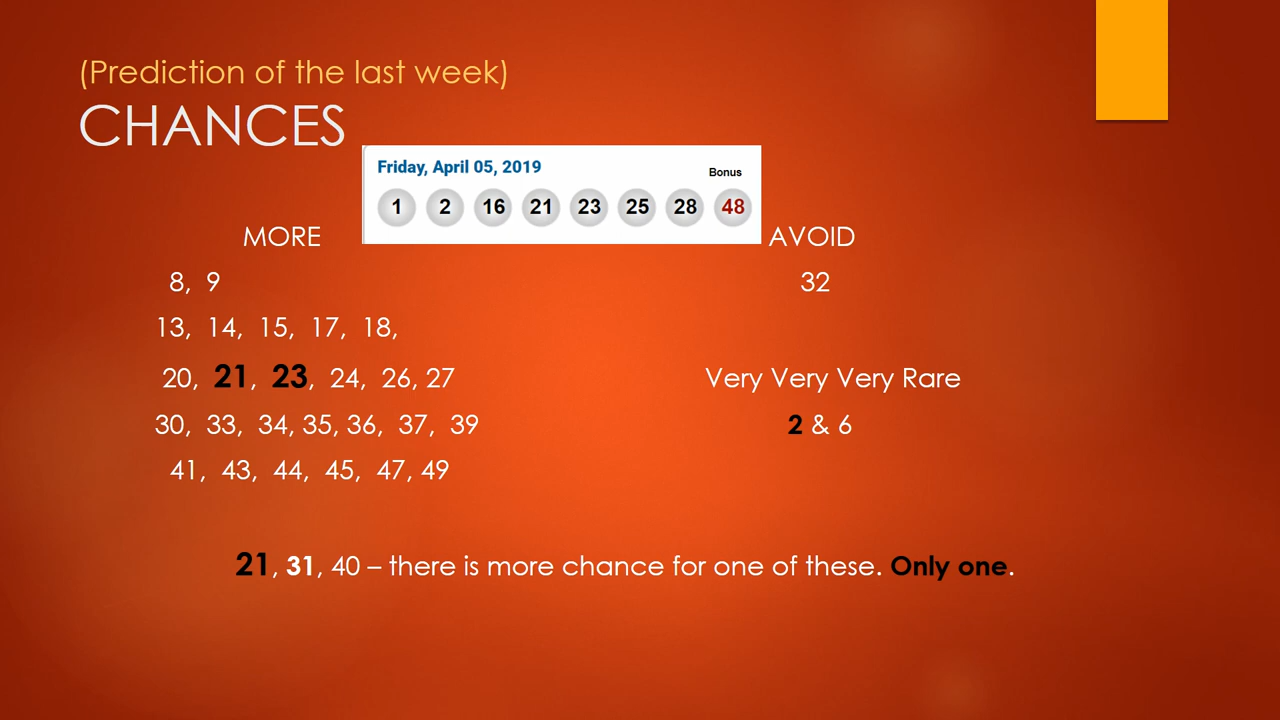 (Prediction of the last week)
CHANCES
Friday, April 05, 2019
Bonus
1 2 16 21 23 25 28 48
MORE
AVOID
8, 9
32
13, 14, 15, 17, 18,
20, 21, 23, 24, 26, 27
Very Very Very Rare
30, 33, 34, 35, 36, 37, 39
2 & 6
41, 43, 44, 45, 47, 49
21, 31, 40 – there is more chance for one of these. Only one.